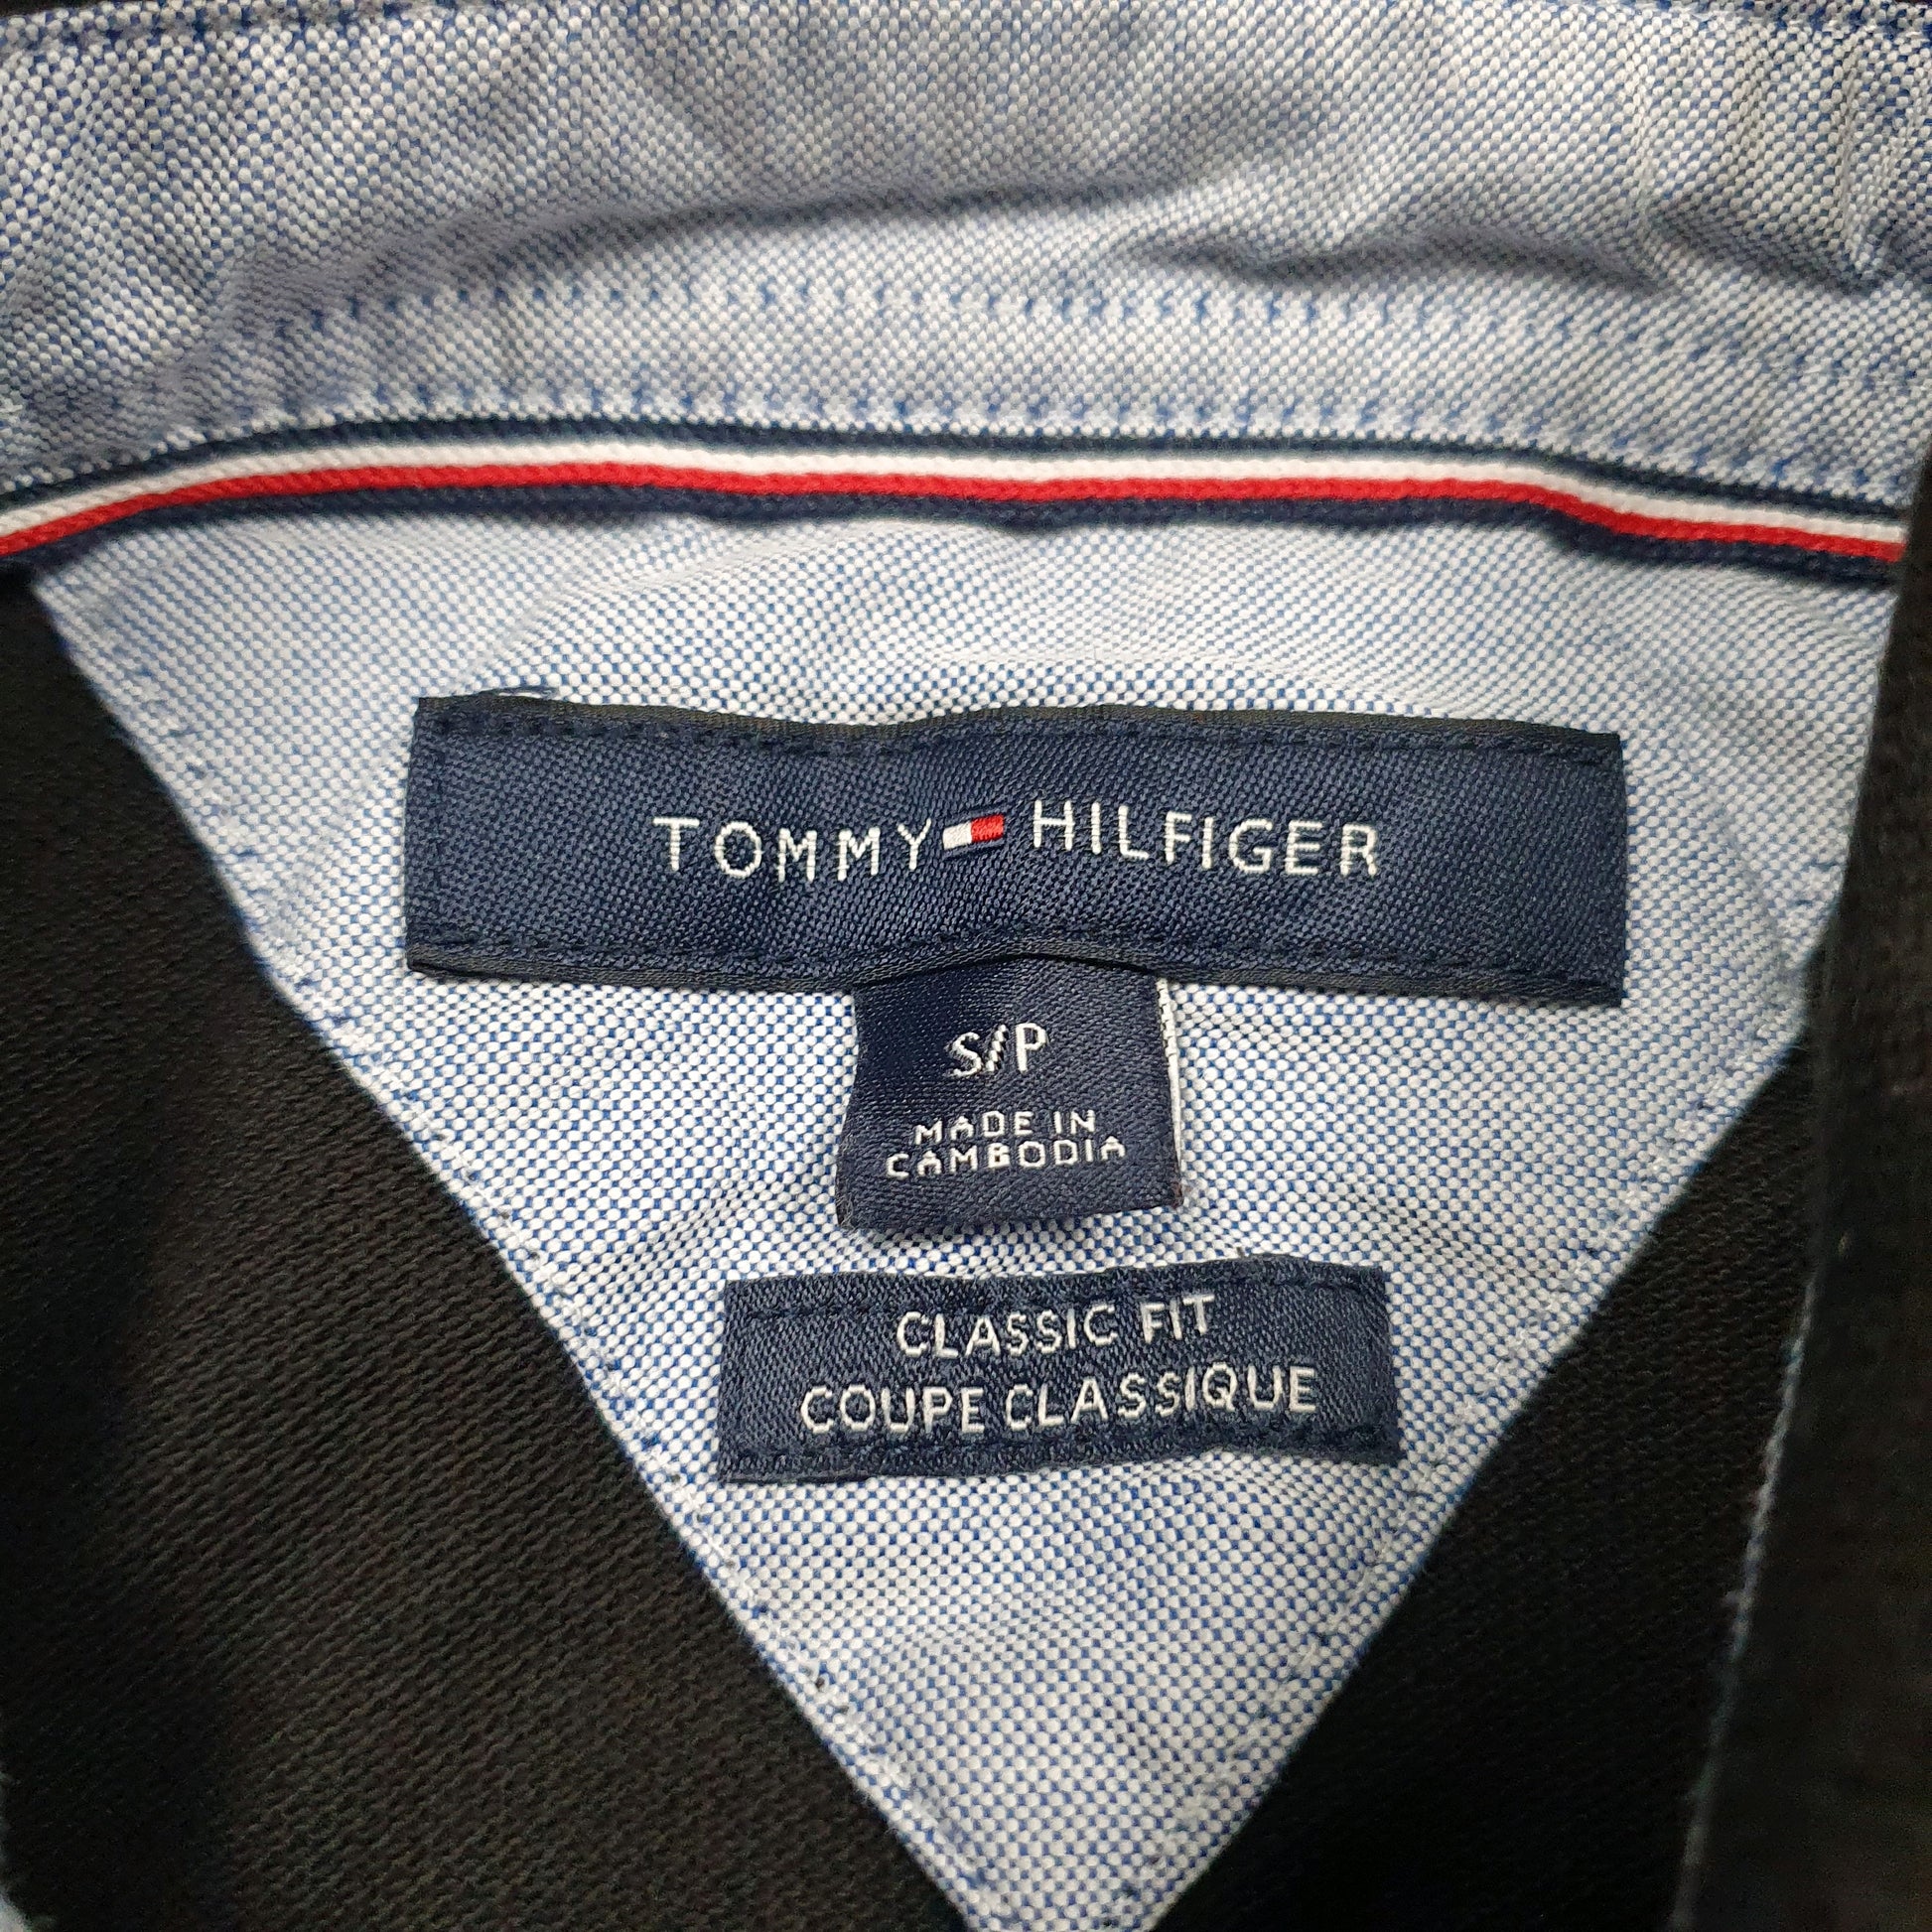 TOMMY HILFIGER
S/P
MADE IN
CAMBODIA
CLASSIC FIT
COUPE CLASSIQUE